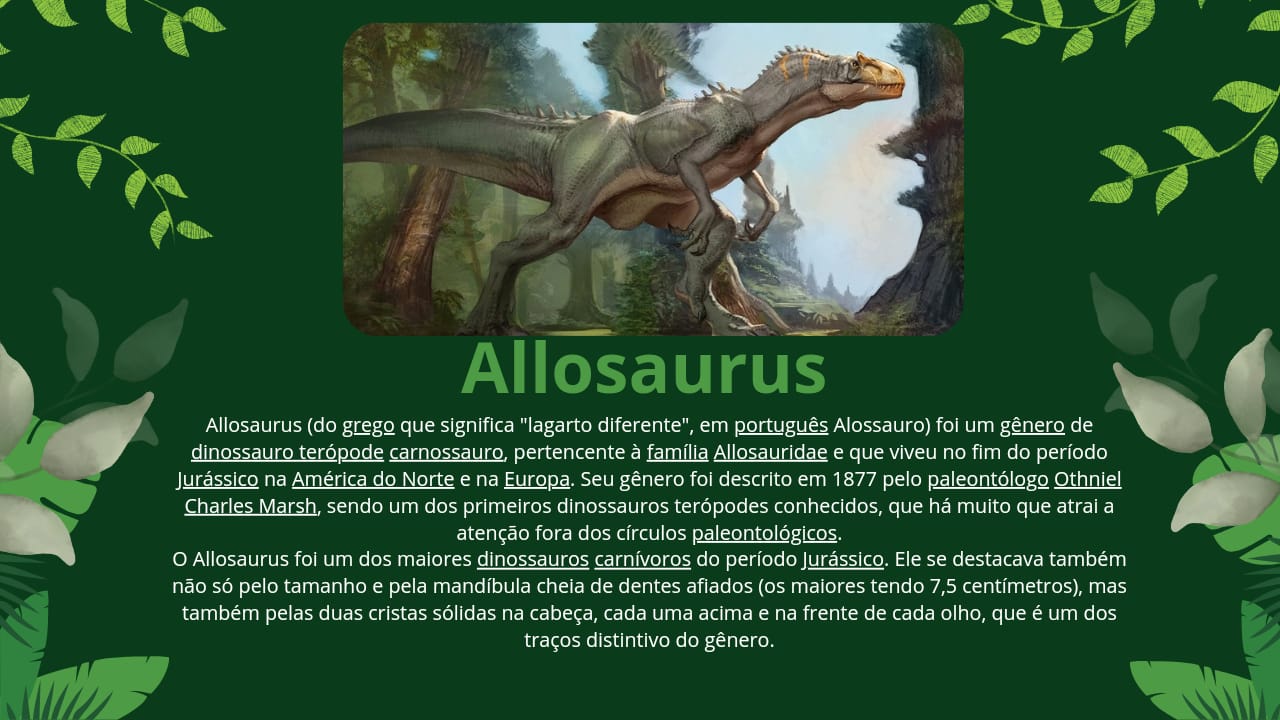 Allosaurus
Allosaurus (do grego que significa "lagarto diferente", em português Alossauro) foi um gênero de
dinossauro terópode carnossauro, pertencente à família Allosauridae e que viveu no fim do período
Jurássico na América do Norte e na Europa. Seu gênero foi descrito em 1877 pelo paleontólogo Othniel
Charles Marsh, sendo um dos primeiros dinossauros terópodes conhecidos, que há muito que atrai a
atenção fora dos círculos paleontológicos.
O Allosaurus foi um dos maiores dinossauros carnívoros do período Jurássico. Ele se destacava também
não só pelo tamanho e pela mandíbula cheia de dentes afiados (os maiores tendo 7,5 centímetros), mas
também pelas duas cristas sólidas na cabeça, cada uma acima e na frente de cada olho, que é um dos
traços distintivo do gênero.